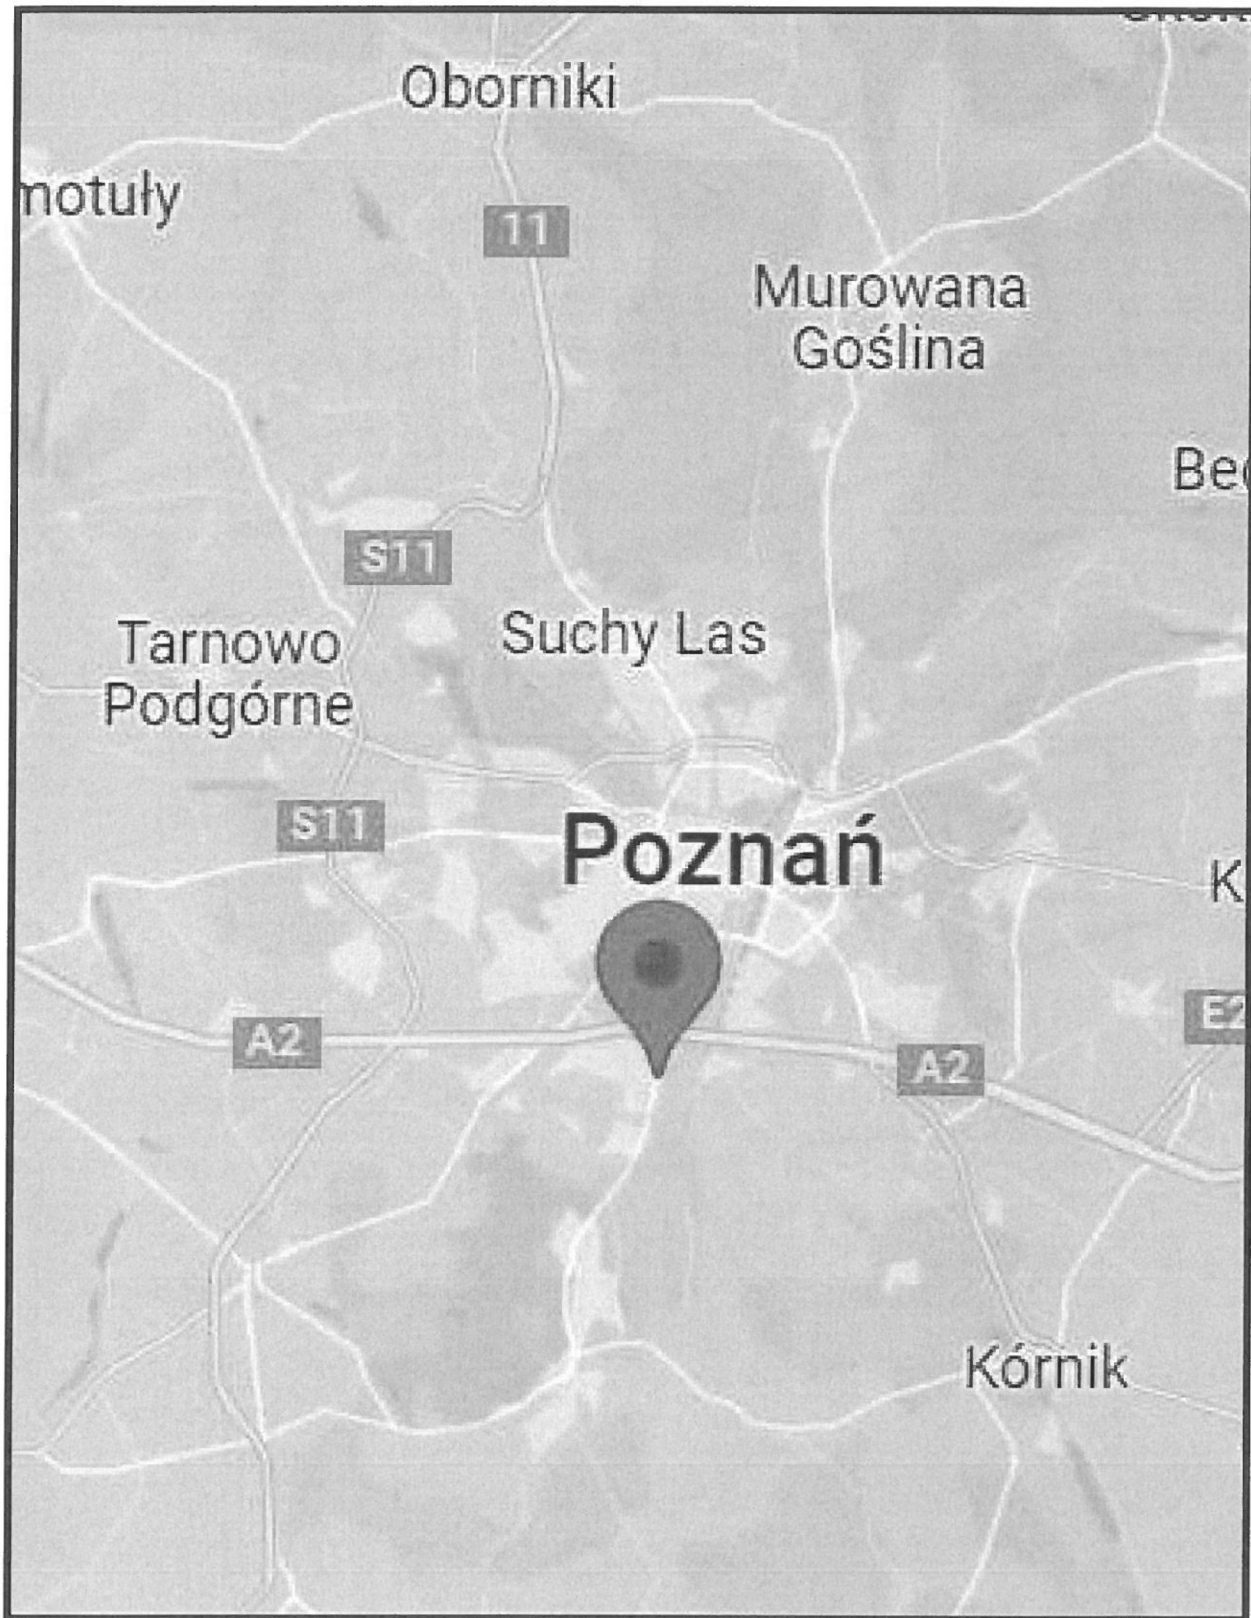 Oborniki
motuły
11
Murowana
Goślina
S11
Tarnowo
Podgórne
Suchy Las
S11
Poznań
K
A2
A2
Kórnik